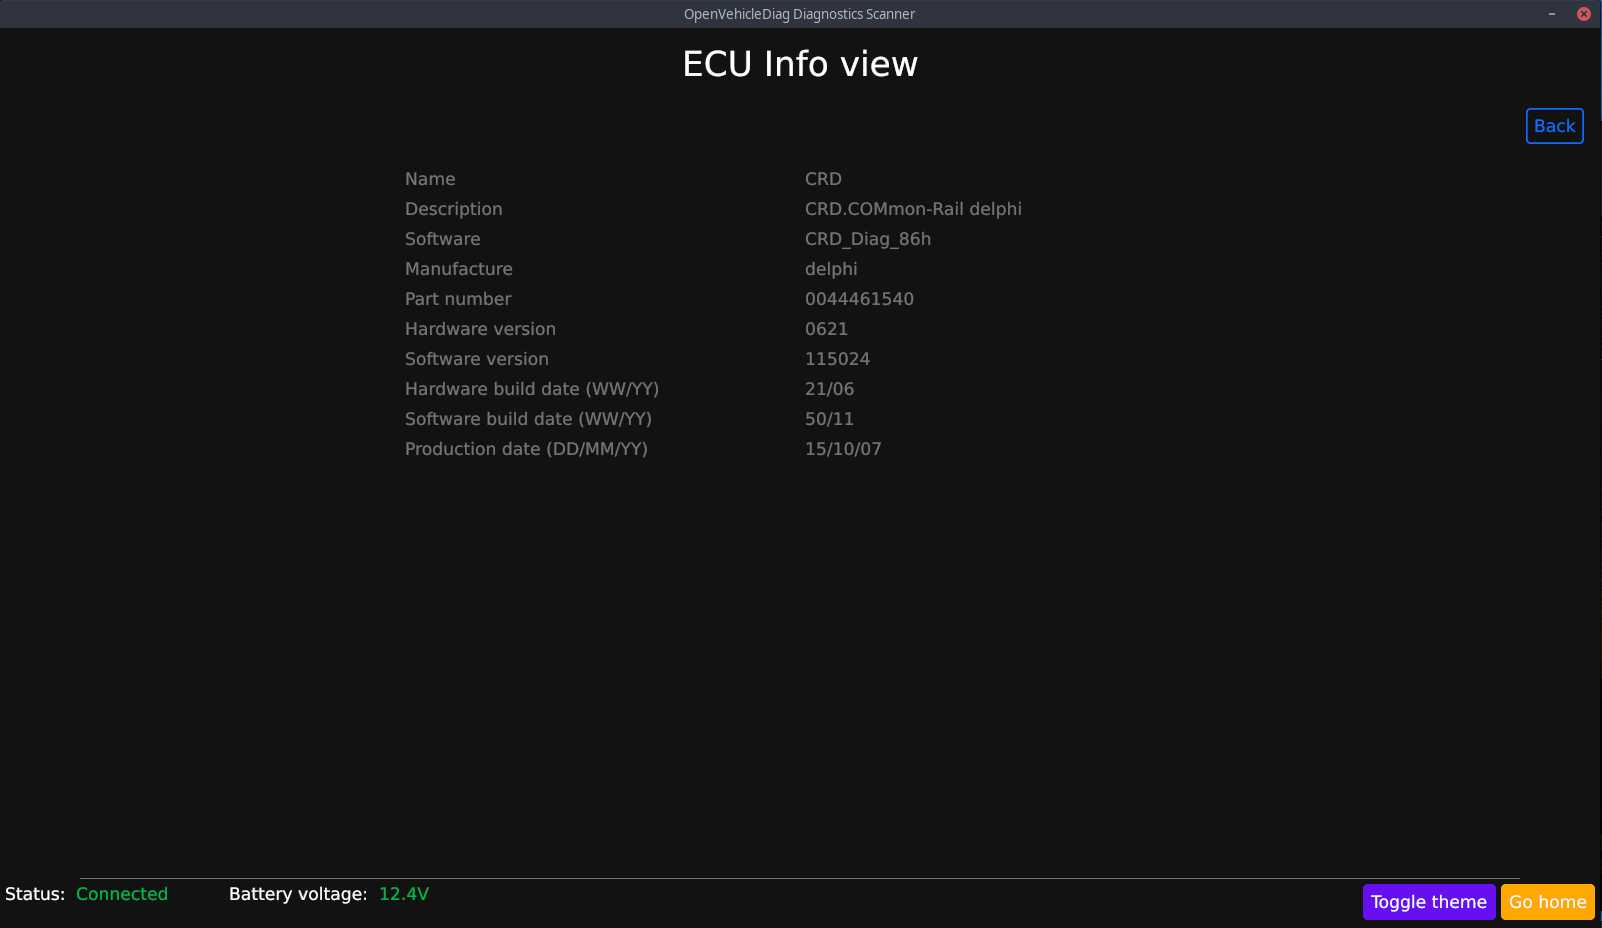 OpenVehicleDiag Diagnostics Scanner
ECU Info view
Back
Name CRD
Description CRD.COMmon-Rail delphi
Software CRD_Diag_86h
Manufacture delphi
Part number 0044461540
Hardware version 0621
Software version 115024
Hardware build date (WW/YY) 21/06
Software build date (WW/YY) 50/11
Production date (DD/MM/YY) 15/10/07
Status: Connected Battery voltage: 12.4V
Toggle theme Go home